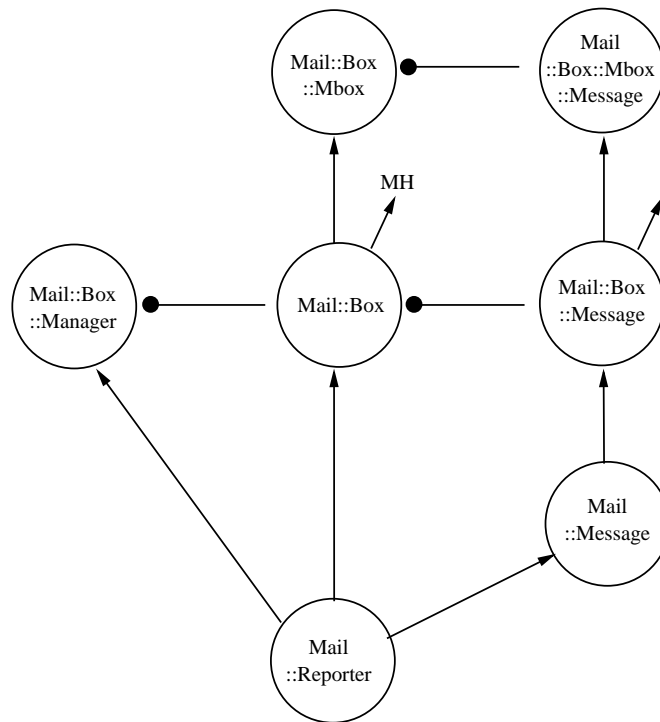 Mail::Box
::Mbox
Mail
::Box::Mbox
::Message
MH
Mail::Box
::Manager
Mail::Box
Mail::Box
::Message
Mail
::Message
Mail
::Reporter